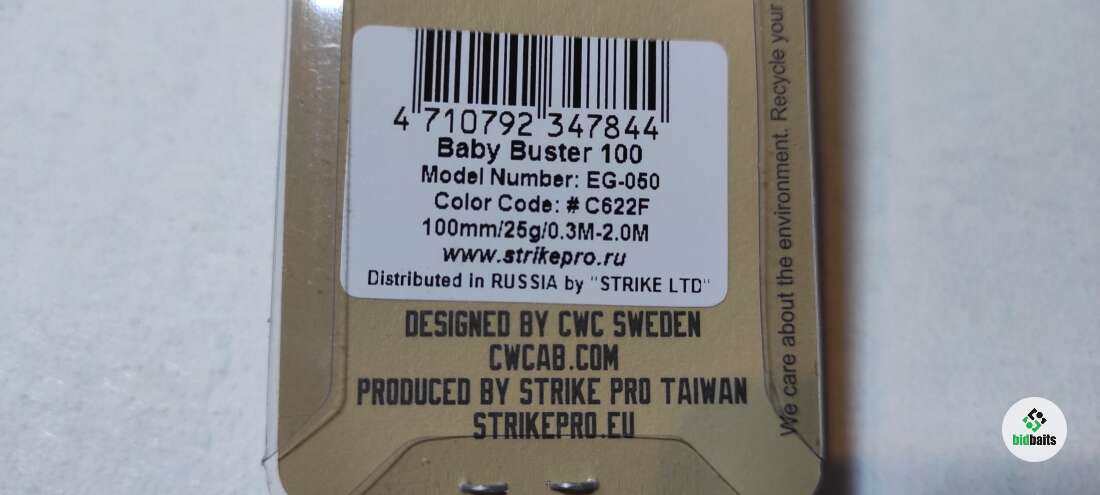 4 710792 347844
Baby Buster 100
Model Number: EG-050
Color Code: # C622F
100mm/25g/0.3M-2.0M
www.strikepro.ru
Distributed in RUSSIA by "STRIKE LTD"
DESIGNED BY CWC SWEDEN
CWCAB.COM
PRODUCED BY STRIKE PRO TAIWAN
STRIKEPRO.EU
We care about the environment. Recycle your
bidbaits